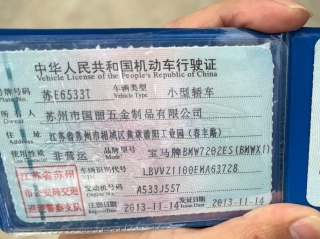 中华人民共和国机动车行驶证
Vehicle License of the People's Republic of China
号牌号码 苏E6533T 车辆类型 小型轿车
Plate No. Vehicle Type
苏州市国盟五金制品有限公司
住 址 江苏省苏州市相城区黄埭镇阳工业园(春丰路)
使用性质 非营运 品牌型号 宝马牌BMW7202ES(BMWX1)
车辆识别代号 LBVVZ1100EMA63728
江苏省苏州
市公安局交通
巡逻警察支队
发动机号码 A533J557
注册日期 2013-11-14 发证日期 2013-11-14